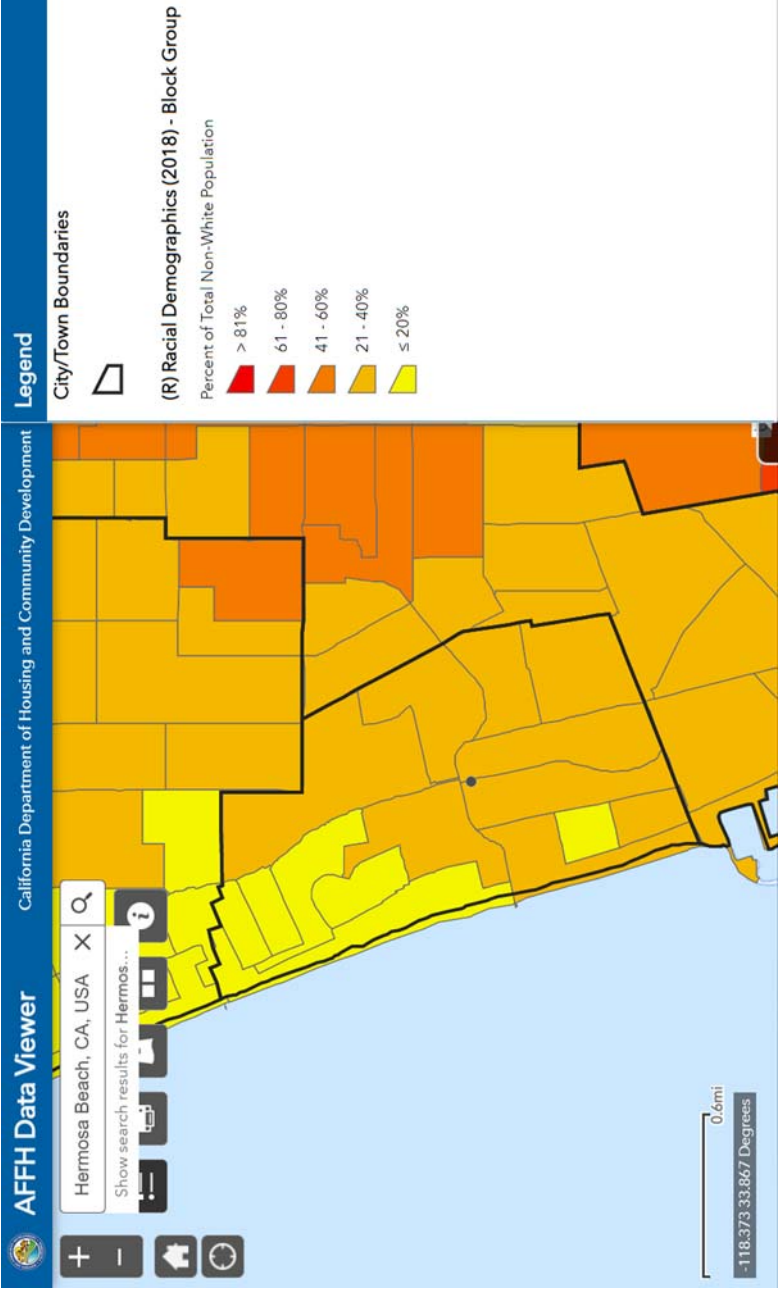 AFFH Data Viewer
California Department of Housing and Community Development
Legend
Hermosa Beach, CA, USA
Show search results for Hermos...
City/Town Boundaries
(R) Racial Demographics (2018) - Block Group
Percent of Total Non-White Population
> 81%
61 - 80%
41 - 60%
21 - 40%
≤ 20%
0.6mi
-118.373 33.867 Degrees